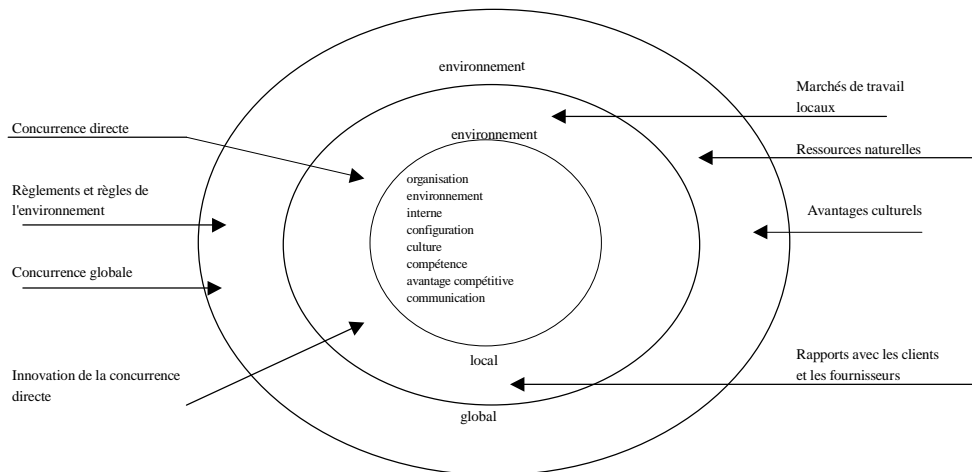 environnement
Marchés de travail
locaux
Concurrence directe
environnement
Ressources naturelles
organisation
environnement
interne
configuration
culture
compétence
avantage compétitive
communication
Règlements et règles de
l'environnement
Avantages culturels
Concurrence globale
local
Rapports avec les clients
et les fournisseurs
Innovation de la concurrence
directe
global